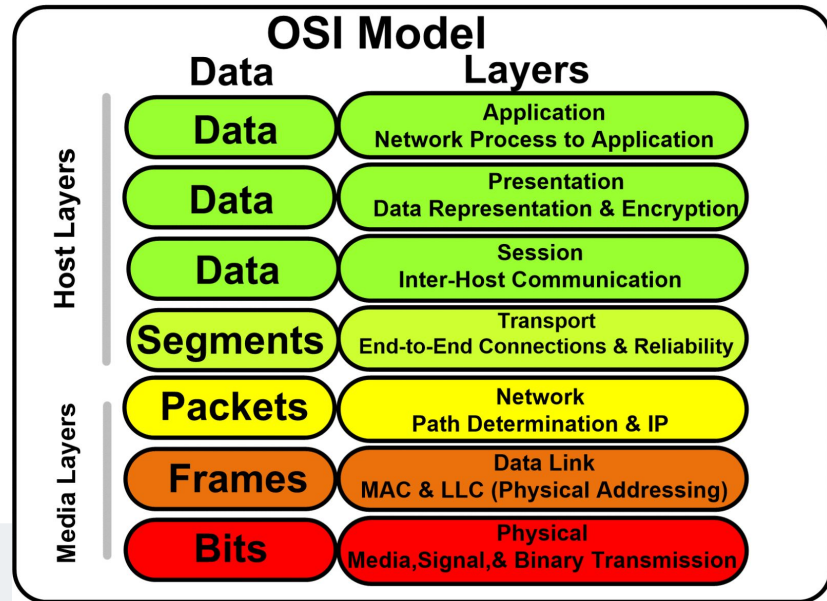 OSI Model
Data
Layers
Host Layers
Data
Application
Network Process to Application
Data
Presentation
Data Representation & Encryption
Data
Session
Inter-Host Communication
Segments
Transport
End-to-End Connections & Reliability
Media Layers
Packets
Network
Path Determination & IP
Frames
Data Link
MAC & LLC (Physical Addressing)
Bits
Physical
Media,Signal,& Binary Transmission